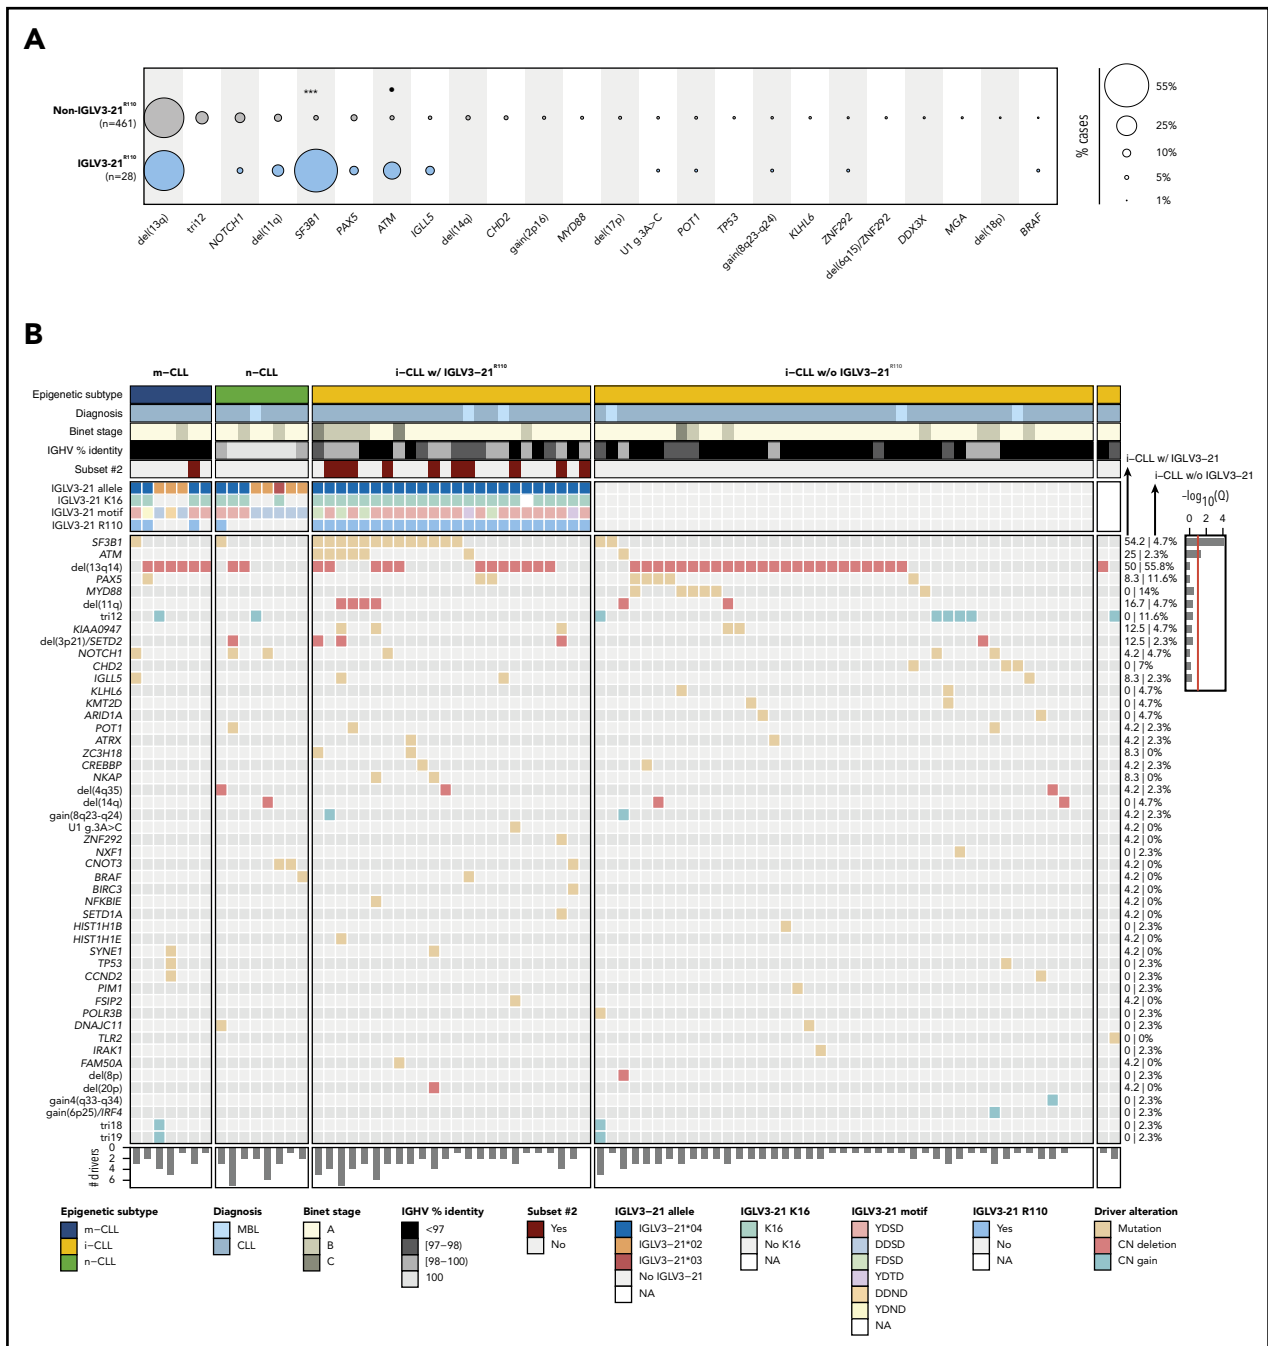 A
Non-IGLV3-21R110
(n=461)
IGLV3-21R110
(n=28)
***
•
del(13q)
tri12
NOTCH1
del(11q)
SF3B1
PAX5
ATM
IGLL5
del(14q)
CHD2
gain(2p16)
MYD88
del(17p)
U1 g.3A>C
POT1
TP53
gain(8q23-q24)
KLHL6
ZNF292
del(6q15)/ZNF292
DDX3X
MGA
del(18p)
BRAF
% cases
55%
25%
10%
5%
1%
B
m–CLL n–CLL i–CLL w/ IGLV3–21R110 i–CLL w/o IGLV3–21R110
Epigenetic subtype
Diagnosis
Binet stage
IGHV % identity
Subset #2
IGLV3-21 allele
IGLV3-21 K16
IGLV3-21 motif
IGLV3-21 R110
i–CLL w/ IGLV3–21
i–CLL w/o IGLV3–21
–log10(Q)
0 2 4
SF3B1 54.2 | 4.7%
ATM 25 | 2.3%
del(13q14) 50 | 55.8%
PAX5 8.3 | 11.6%
MYD88 0 | 14%
del(11q) 16.7 | 4.7%
tri12 0 | 11.6%
KIAA0947 12.5 | 4.7%
del(3p21)/SETD2 12.5 | 2.3%
NOTCH1 4.2 | 4.7%
CHD2 0 | 7%
IGLL5 8.3 | 2.3%
KLHL6 0 | 4.7%
KMT2D 0 | 4.7%
ARID1A 0 | 4.7%
POT1 4.2 | 2.3%
ATRX 4.2 | 2.3%
ZC3H18 8.3 | 0%
CREBBP 4.2 | 2.3%
NKAP 8.3 | 0%
del(4q35) 4.2 | 2.3%
del(14q) 0 | 4.7%
gain(8q23-q24) 4.2 | 2.3%
U1 g.3A>C 4.2 | 0%
ZNF292 4.2 | 0%
NXF1 0 | 2.3%
CNOT3 4.2 | 0%
BRAF 4.2 | 0%
BIRC3 4.2 | 0%
NFKBIE 4.2 | 0%
SETD1A 4.2 | 0%
HIST1H1B 0 | 2.3%
HIST1H1E 4.2 | 0%
SYNE1 4.2 | 0%
TP53 0 | 2.3%
CCND2 0 | 2.3%
PIM1 0 | 2.3%
FSIP2 4.2 | 0%
POLR3B 0 | 2.3%
DNAJC11 0 | 2.3%
TLR2 0 | 0%
IRAK1 0 | 2.3%
FAM50A 4.2 | 0%
del(8p) 0 | 2.3%
del(20p) 4.2 | 0%
gain4(q33-q34) 0 | 2.3%
gain(6p25)/IRF4 0 | 2.3%
tri18 0 | 2.3%
tri19 0 | 2.3%
# drivers
0
2
4
6
Epigenetic subtype
m–CLL
i–CLL
n–CLL
Diagnosis
MBL
CLL
Binet stage
A
B
C
IGHV % identity
<97
[97–98)
[98–100)
100
Subset #2
Yes
No
IGLV3–21 allele
IGLV3–21*04
IGLV3–21*02
IGLV3–21*03
No IGLV3–21
NA
IGLV3-21 K16
K16
No K16
NA
IGLV3-21 motif
YDSD
DDSD
FDSD
YDTD
DDND
YDND
NA
IGLV3-21 R110
Yes
No
NA
Driver alteration
Mutation
CN deletion
CN gain